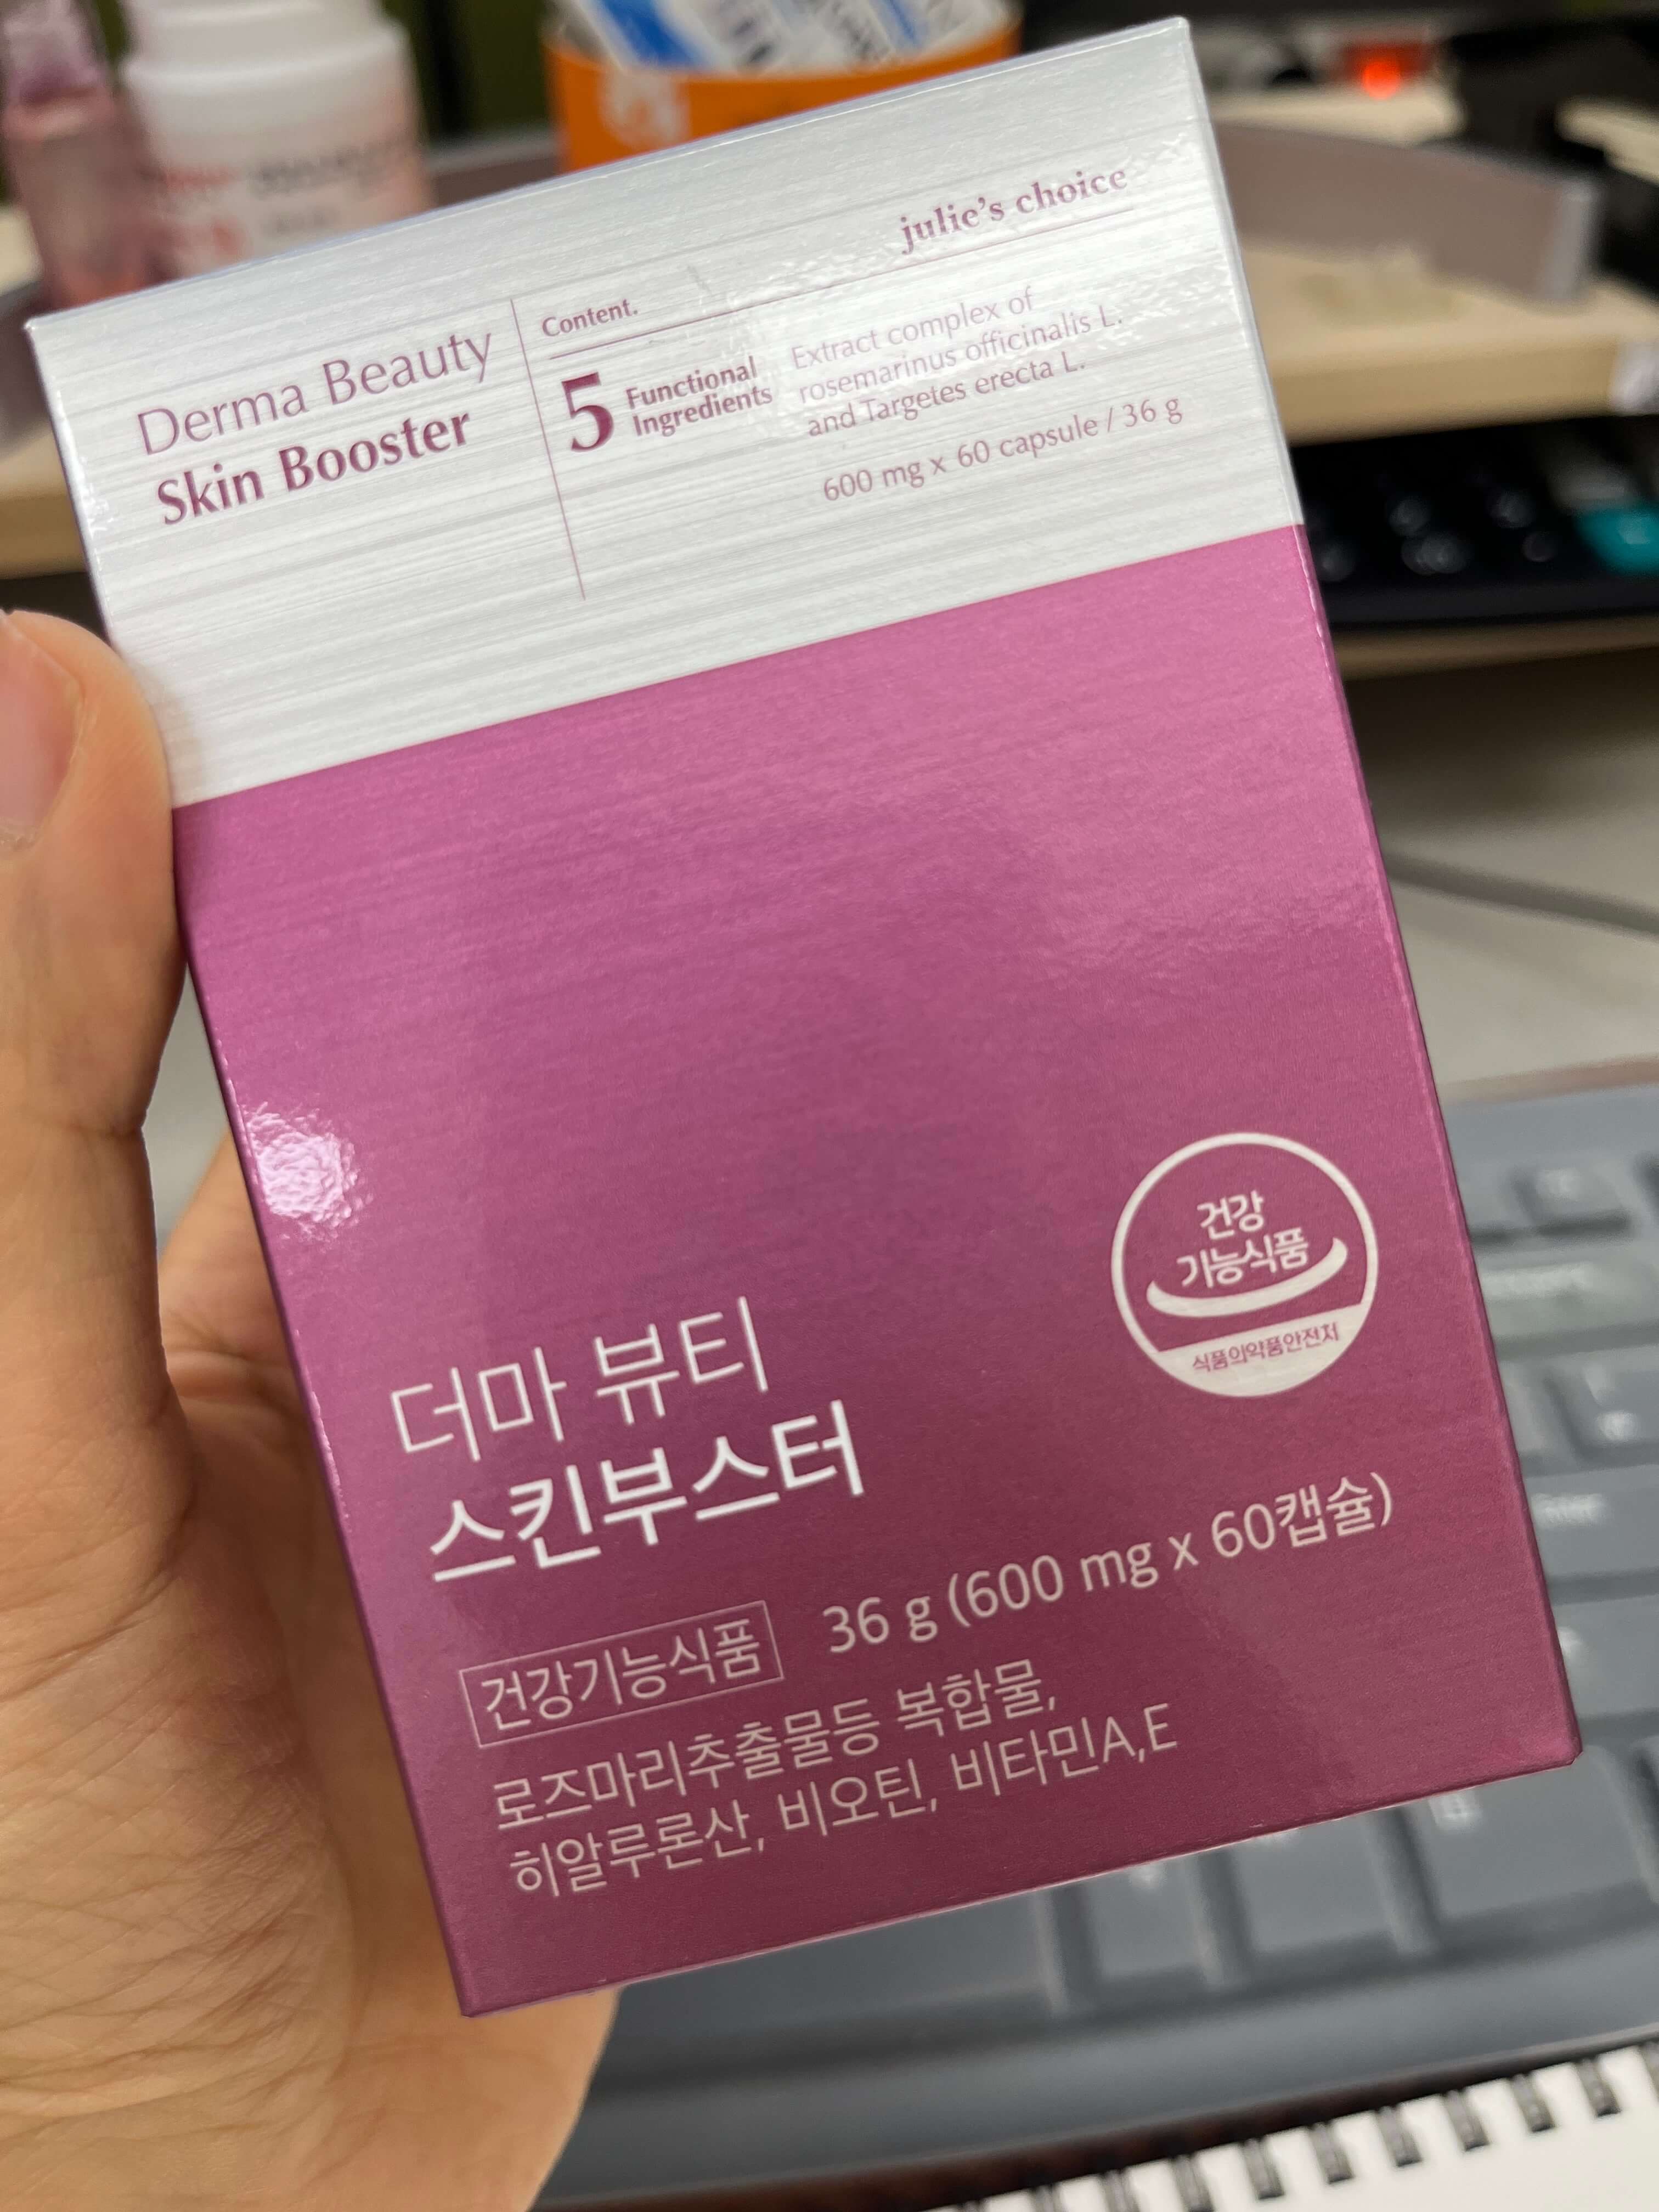 julie's choice
Derma Beauty
Skin Booster
Content.
5
Functional
Ingredients
Extract complex of
rosemarinus officinalis L.
and Targetes erecta L.
600 mg x 60 capsule / 36 g
건강
기능식품
식품의약품안전처
더마 뷰티
스킨부스터
건강기능식품 36 g (600 mg x 60캡슐)
로즈마리추출물등 복합물,
히알루론산, 비오틴, 비타민A,E